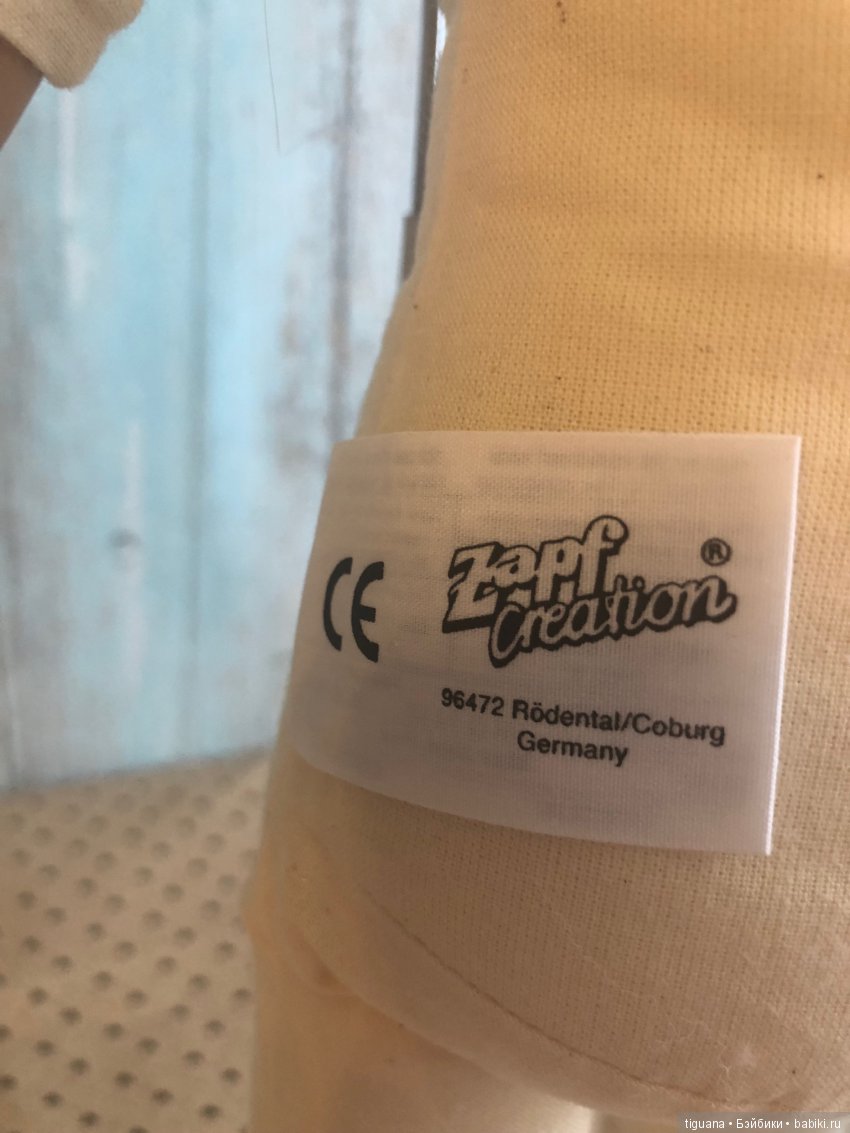 CE
Zapf ®
Creation
96472 Rödental/Coburg
Germany
tiguana • Бэйбики • babiki.ru